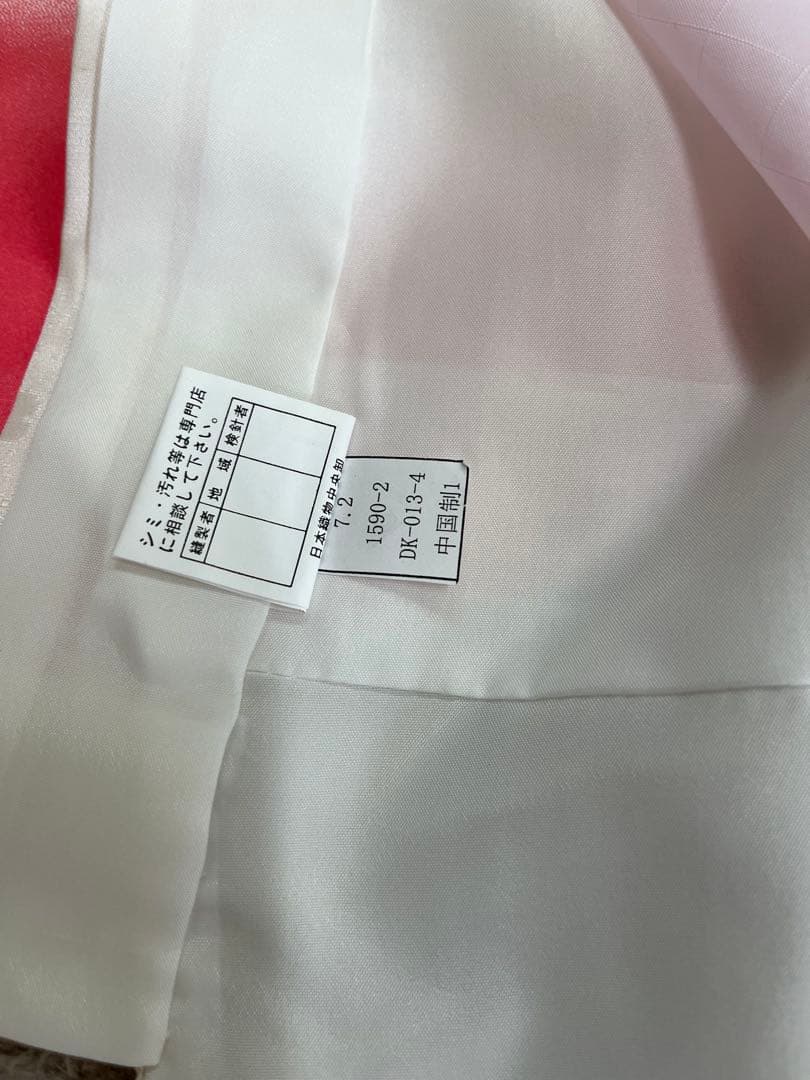 シミ・汚れ等は専門店
に相談して下さい。
縫製者 地域 検針者
日本織物中央卸
7.2
1590-2
DK-013-4
中国制1